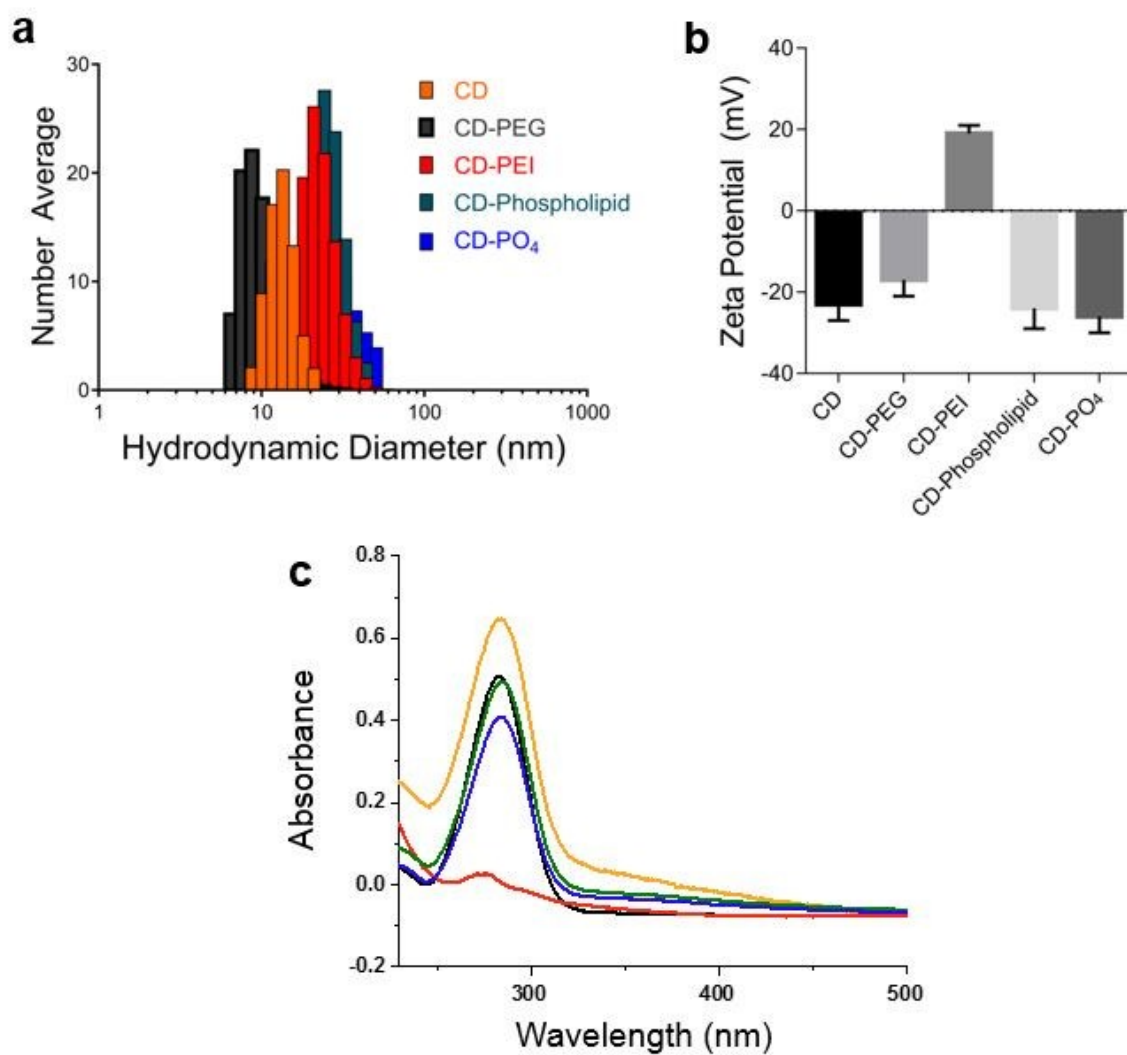 a
30
20
10
0
Number Average
1
10
100
1000
Hydrodynamic Diameter (nm)
CD
CD-PEG
CD-PEI
CD-Phospholipid
CD-PO₄
b
40
20
0
-20
-40
Zeta Potential (mV)
CD
CD-PEG
CD-PEI
CD-Phospholipid
CD-PO₄
c
0.8
0.6
0.4
0.2
0.0
-0.2
Absorbance
300
400
500
Wavelength (nm)